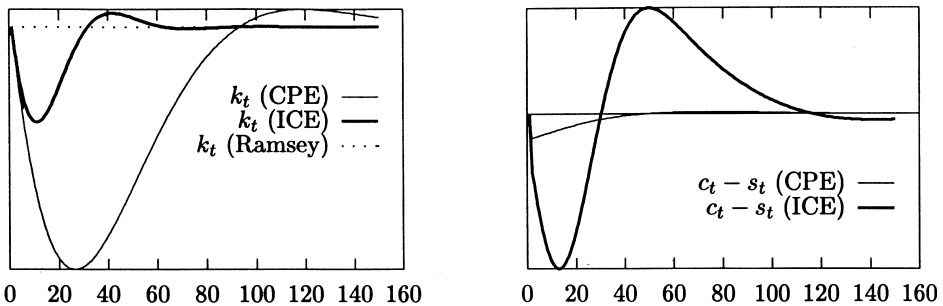 k_t (CPE)
k_t (ICE)
k_t (Ramsey)
0 20 40 60 80 100 120 140 160
c_t − s_t (CPE)
c_t − s_t (ICE)
0 20 40 60 80 100 120 140 160